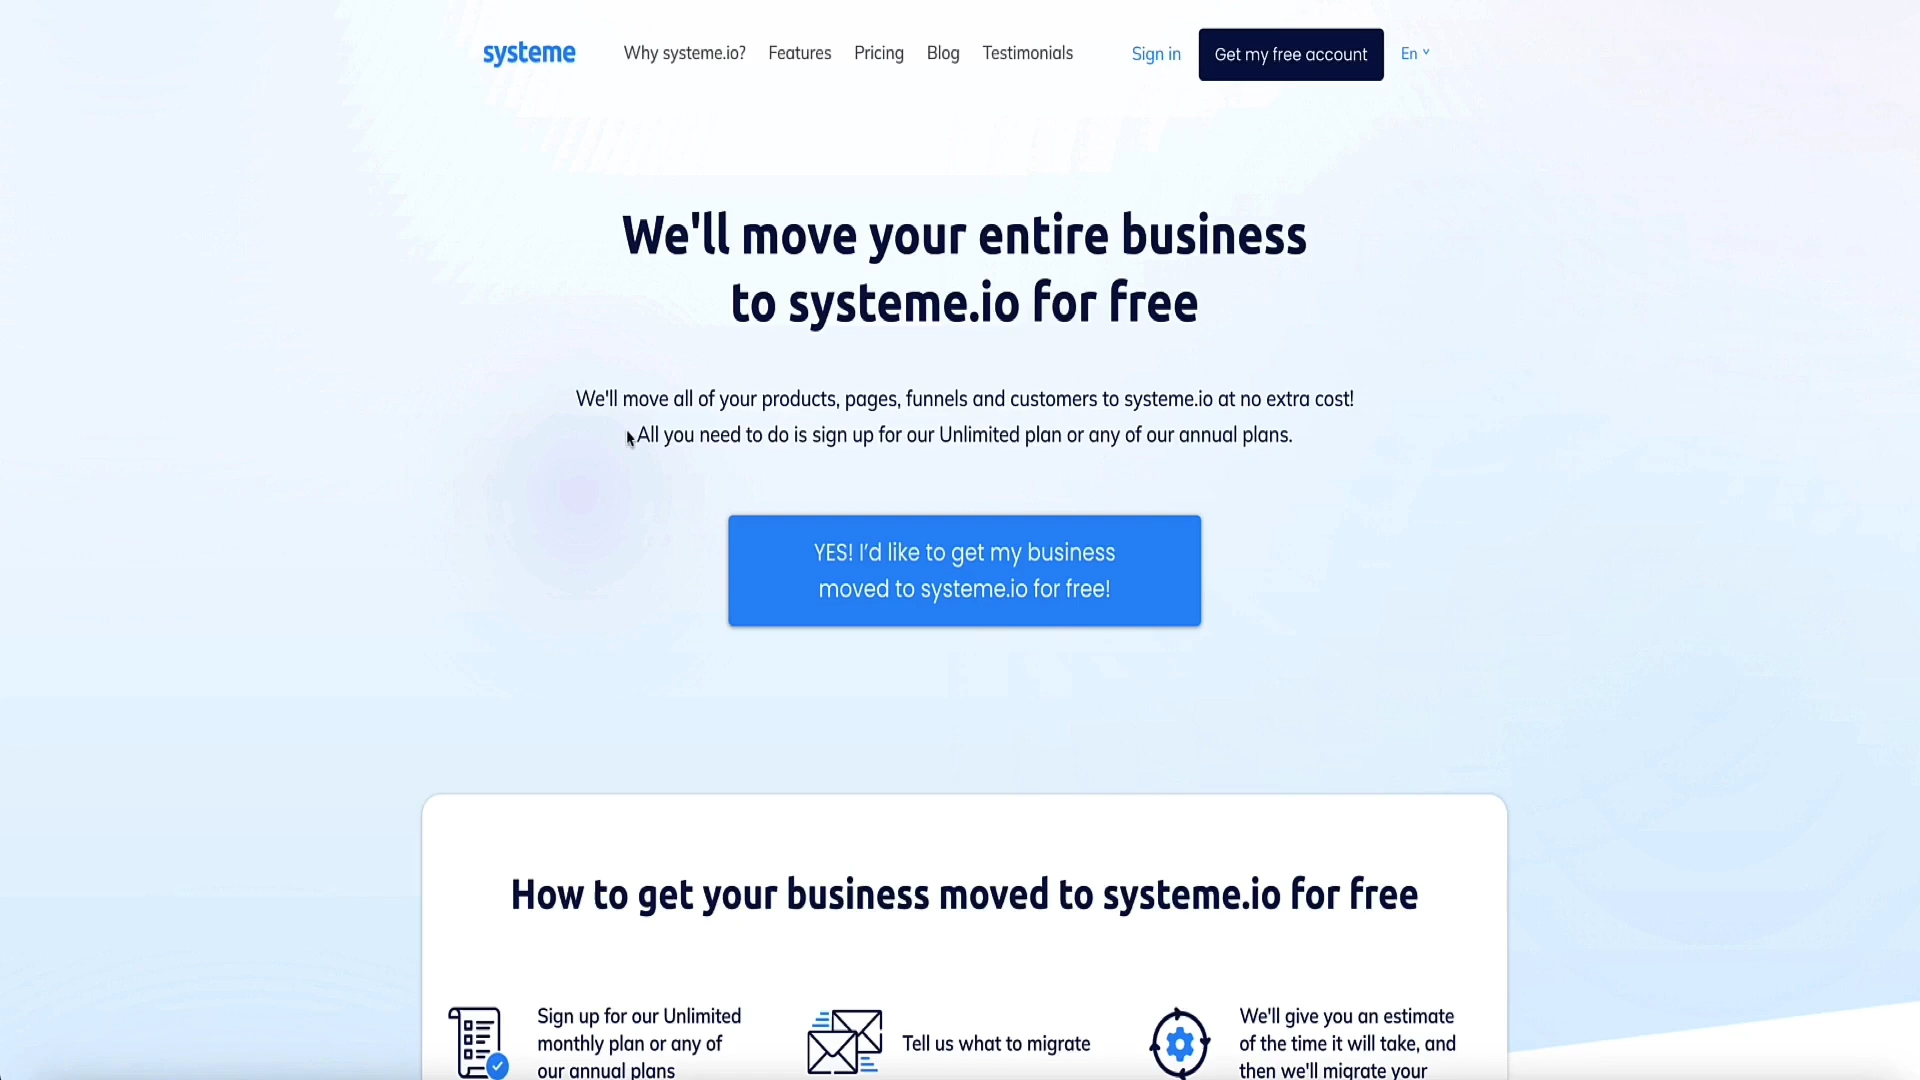 systeme
Why systeme.io?
Features
Pricing
Blog
Testimonials
Sign in
Get my free account
En
We'll move your entire business
to systeme.io for free
We'll move all of your products, pages, funnels and customers to systeme.io at no extra cost!
All you need to do is sign up for our Unlimited plan or any of our annual plans.
YES! I’d like to get my business
moved to systeme.io for free!
How to get your business moved to systeme.io for free
Sign up for our Unlimited
monthly plan or any of
our annual plans
Tell us what to migrate
We'll give you an estimate
of the time it will take, and
then we'll migrate your